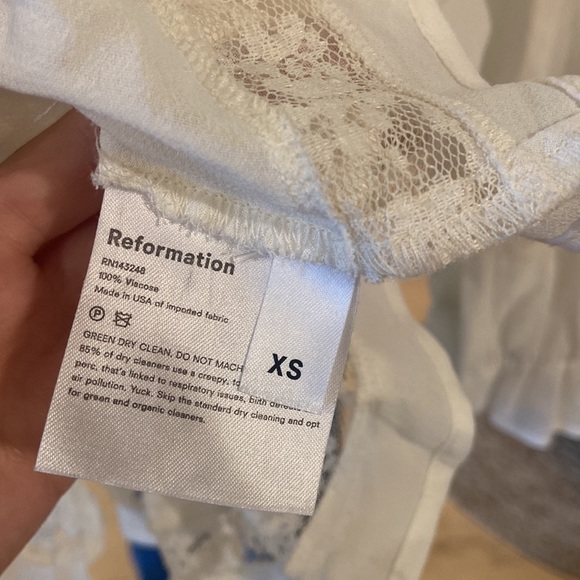 Reformation
RN143248
100% Viscose
Made in USA of imported fabric
P
GREEN DRY CLEAN. DO NOT MACH
85% of dry cleaners use a creepy,
perc, that's linked to respiratory issues, birth defects
air pollution. Yuck. Skip the standard dry cleaning and opt
for green and organic cleaners.
XS